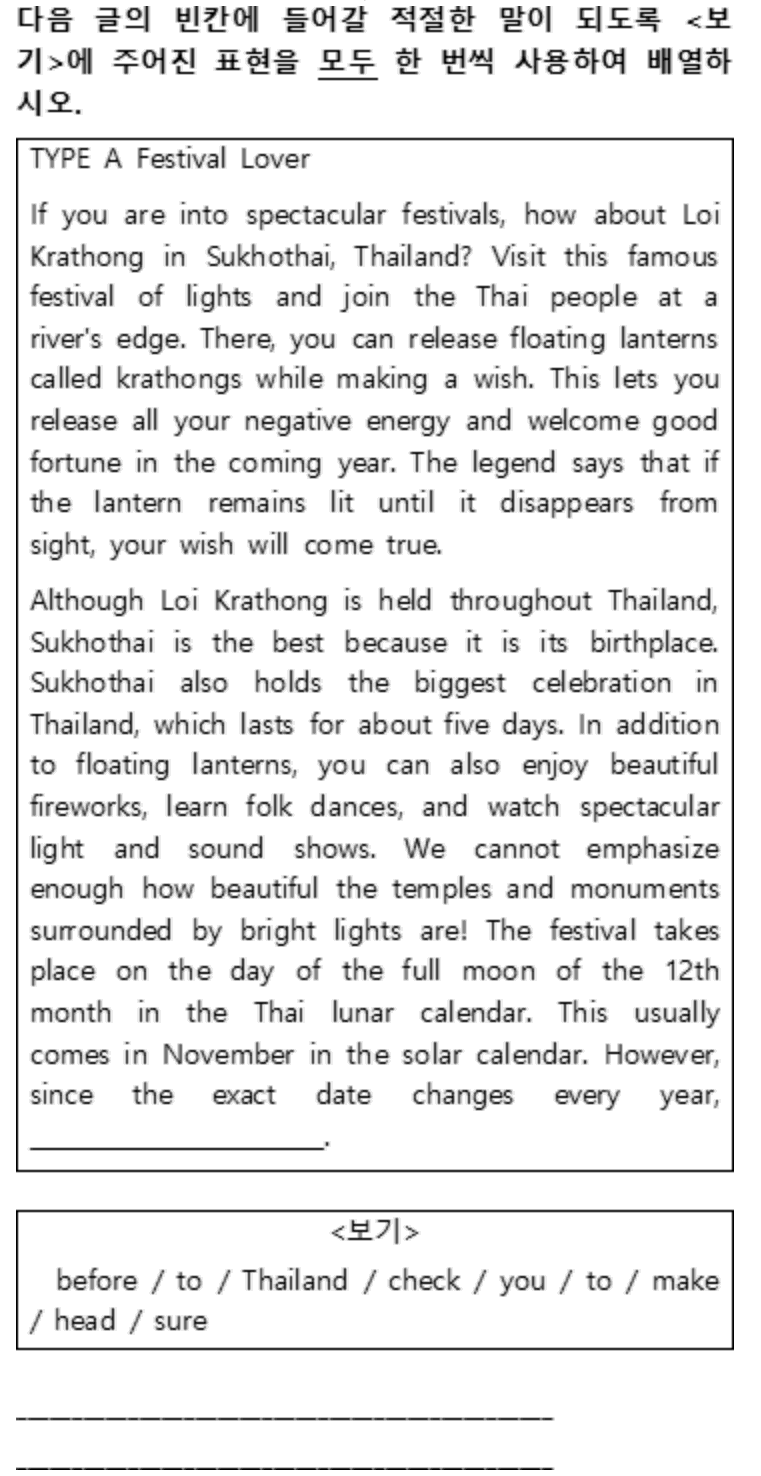 다음 글의 빈칸에 들어갈 적절한 말이 되도록 <보
기>에 주어진 표현을 모두 한 번씩 사용하여 배열하
시오.
TYPE A Festival Lover
If you are into spectacular festivals, how about Loi
Krathong in Sukhothai, Thailand? Visit this famous
festival of lights and join the Thai people at a
river's edge. There, you can release floating lanterns
called krathongs while making a wish. This lets you
release all your negative energy and welcome good
fortune in the coming year. The legend says that if
the lantern remains lit until it disappears from
sight, your wish will come true.
Although Loi Krathong is held throughout Thailand,
Sukhothai is the best because it is its birthplace.
Sukhothai also holds the biggest celebration in
Thailand, which lasts for about five days. In addition
to floating lanterns, you can also enjoy beautiful
fireworks, learn folk dances, and watch spectacular
light and sound shows. We cannot emphasize
enough how beautiful the temples and monuments
surrounded by bright lights are! The festival takes
place on the day of the full moon of the 12th
month in the Thai lunar calendar. This usually
comes in November in the solar calendar. However,
since the exact date changes every year,
____________________.
<보기>
before / to / Thailand / check / you / to / make
/ head / sure